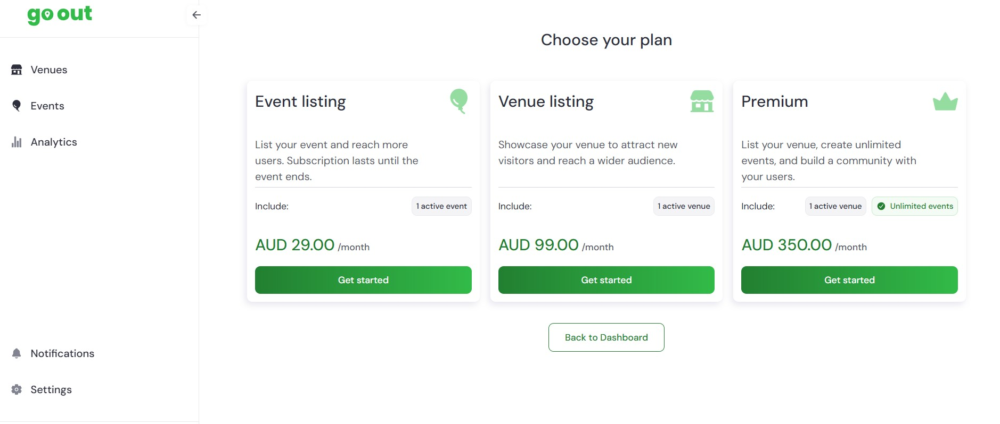 go out
Choose your plan
Venues
Events
Analytics
Notifications
Settings
Event listing
List your event and reach more
users. Subscription lasts until the
event ends.
Include:
1 active event
AUD 29.00 /month
Get started
Venue listing
Showcase your venue to attract new
visitors and reach a wider audience.
Include:
1 active venue
AUD 99.00 /month
Get started
Premium
List your venue, create unlimited
events, and build a community with
your users.
Include:
1 active venue
Unlimited events
AUD 350.00 /month
Get started
Back to Dashboard